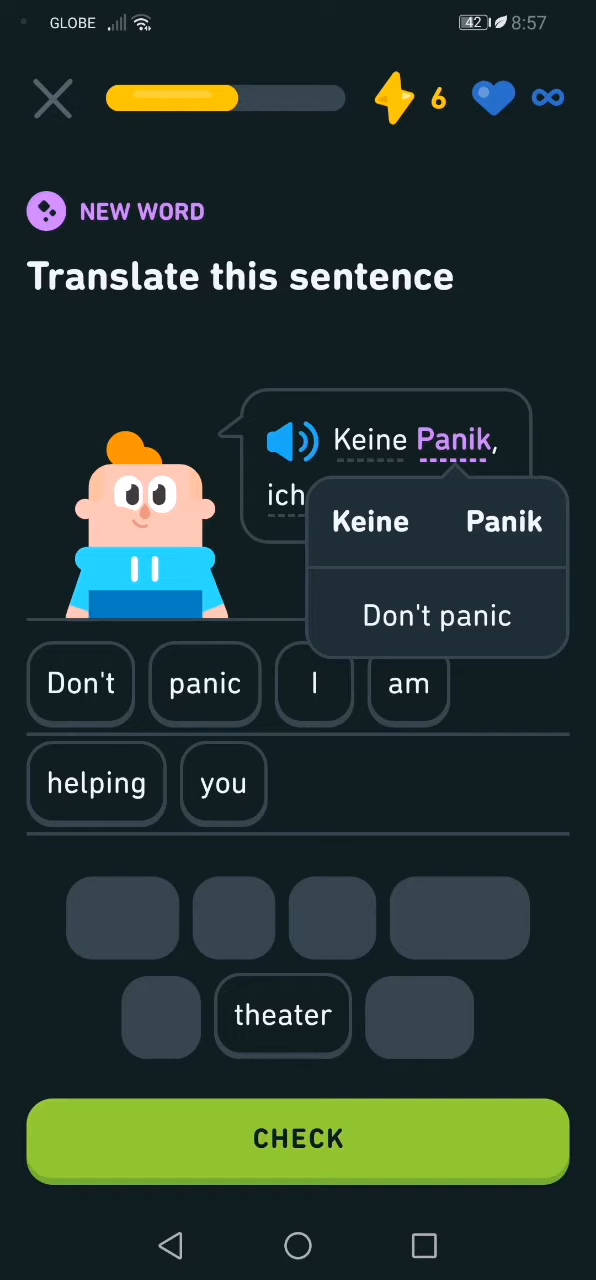 GLOBE 42 8:57
6 ∞
NEW WORD
Translate this sentence
Keine Panik,
ich
Keine Panik
Don't panic
Don't panic I am
helping you
theater
CHECK